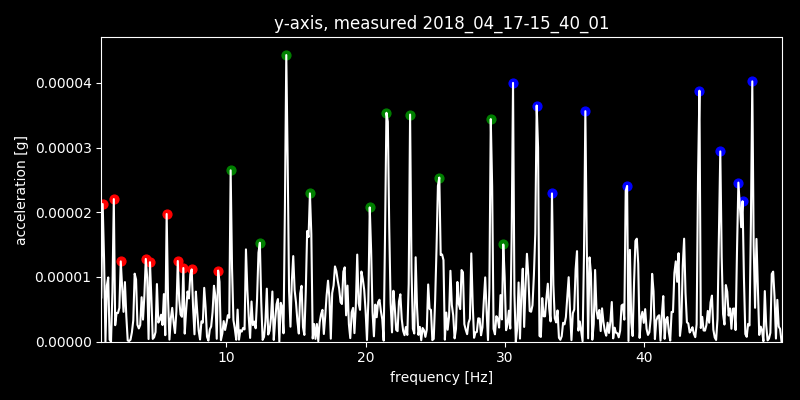 y-axis, measured 2018_04_17-15_40_01
0.00004
0.00003
0.00002
0.00001
0.00000
acceleration [g]
10 20 30 40
frequency [Hz]